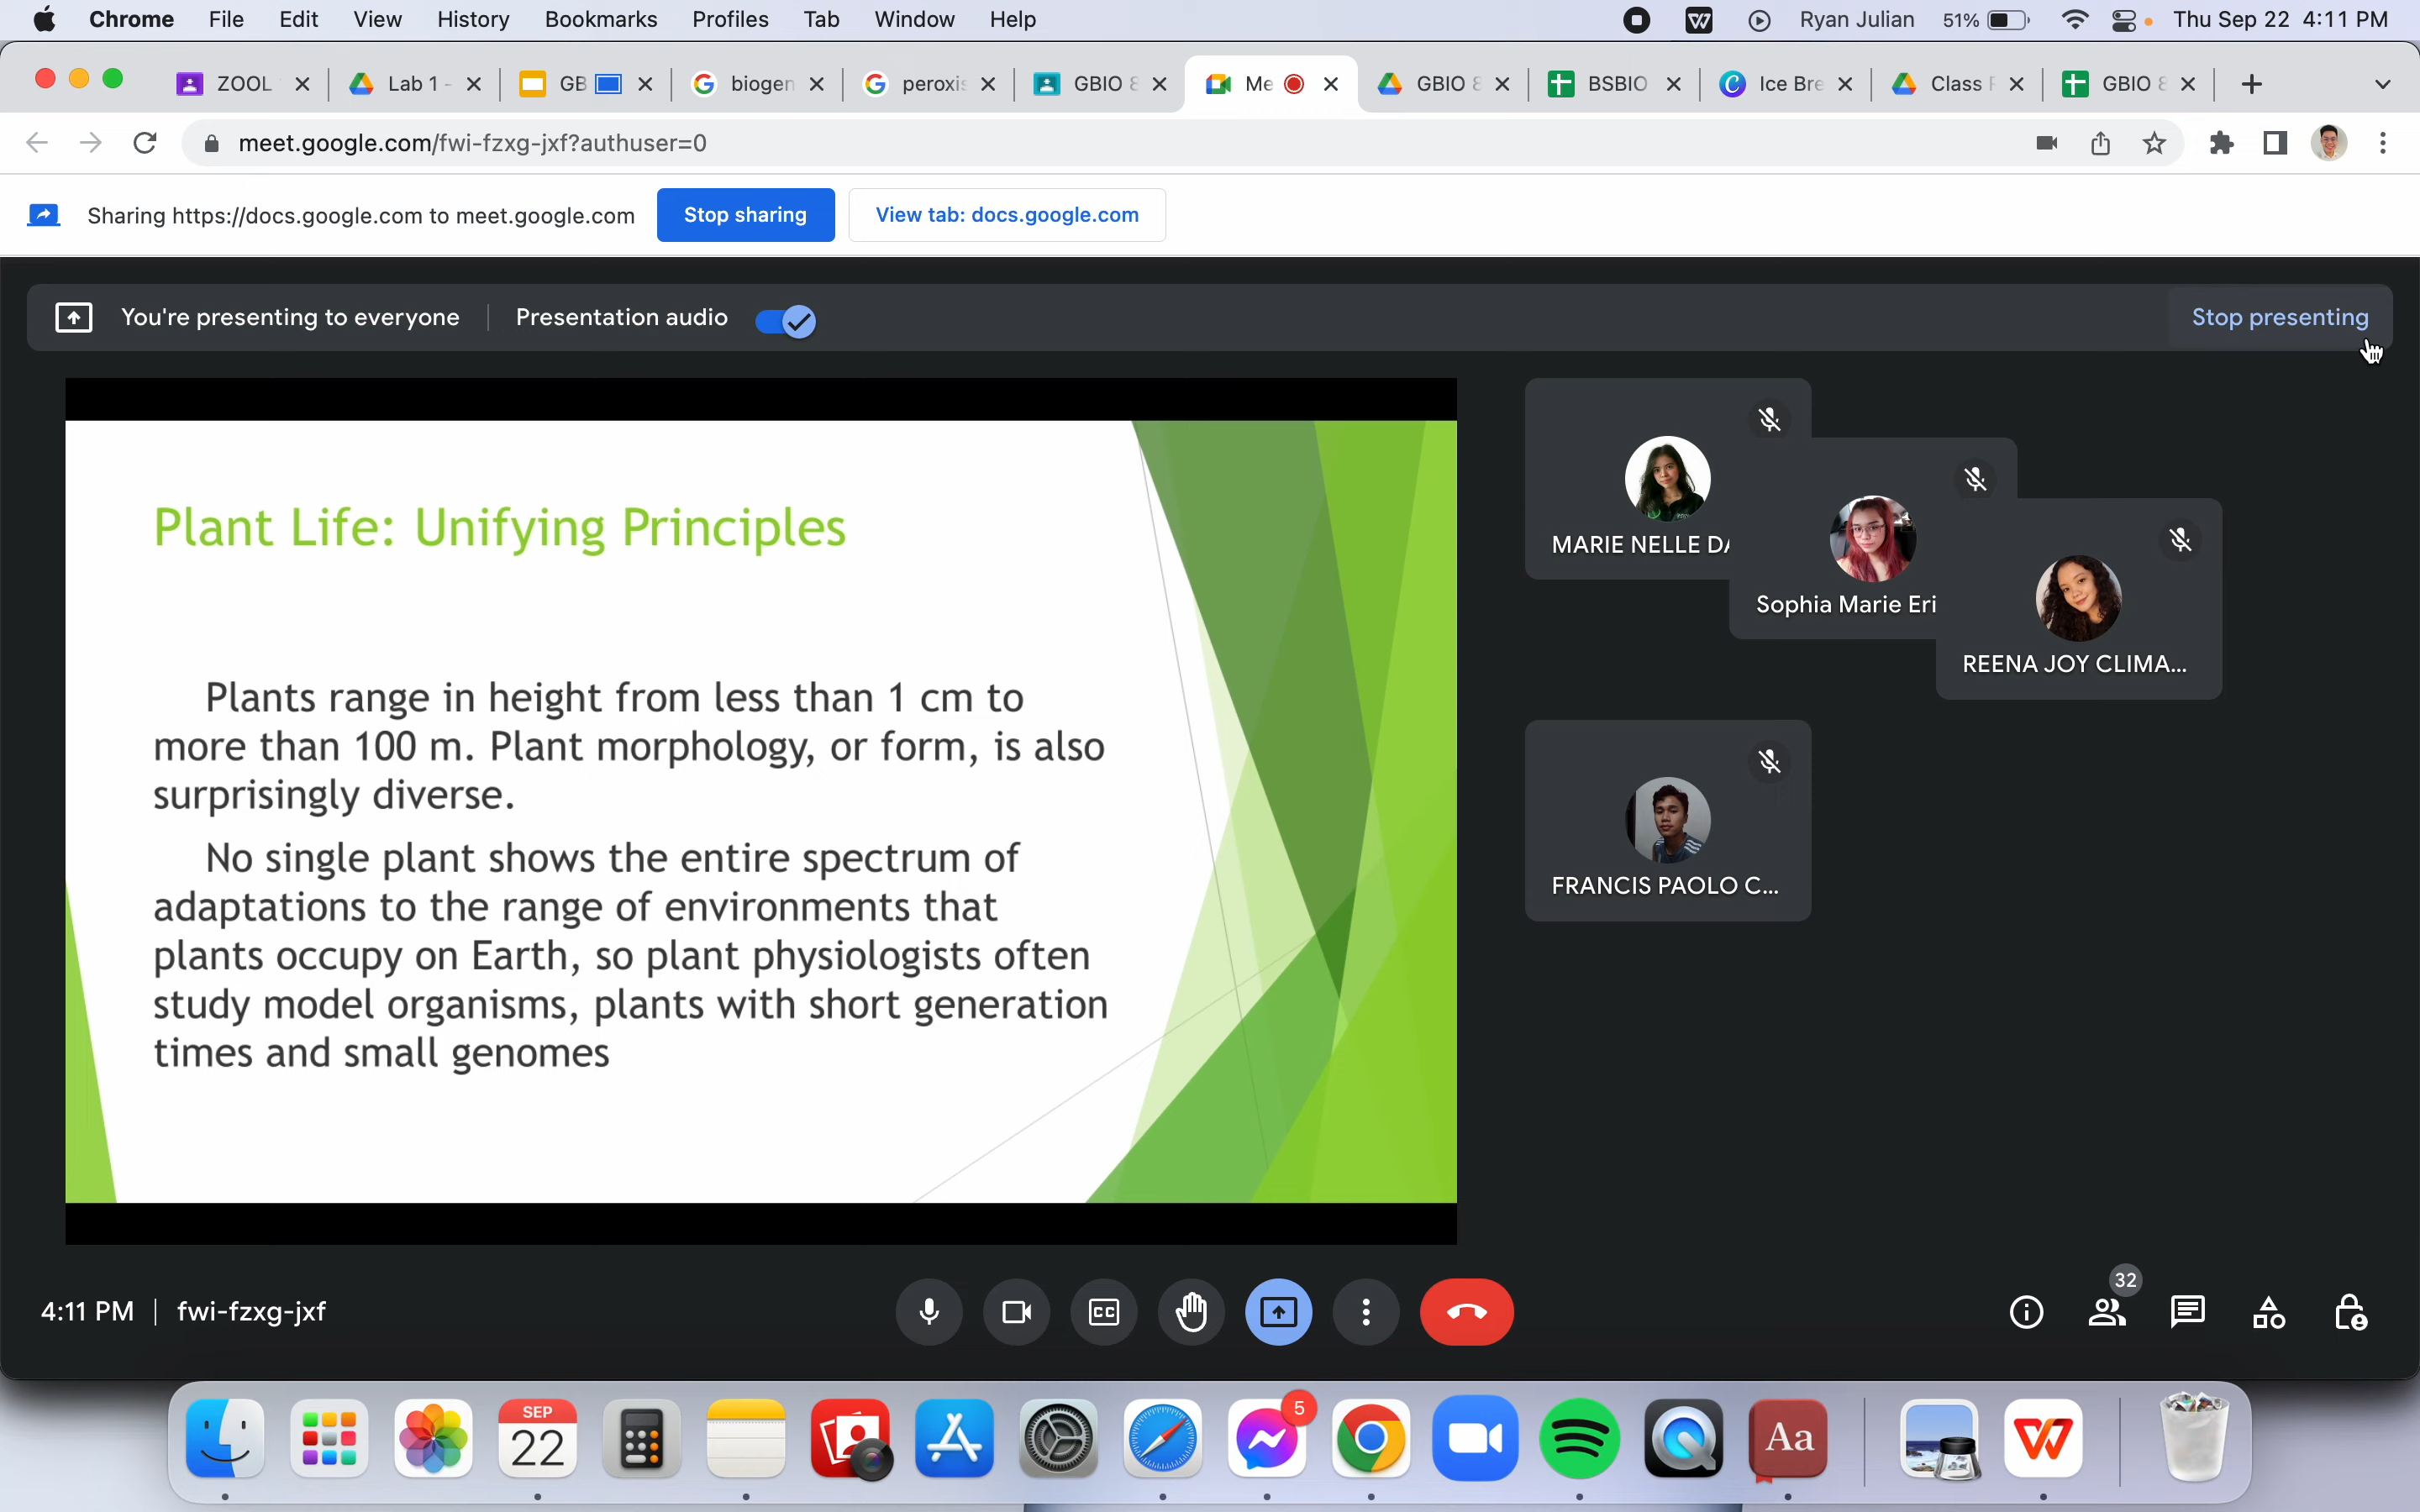 Chrome File Edit View History Bookmarks Profiles Tab Window Help Ryan Julian 51% Thu Sep 22 4:11 PM
ZOOL Lab 1 - GB biogen peroxis GBIO 8 Me GBIO 8 BSBIO Ice Bre Class F GBIO 8
meet.google.com/fwi-fzxg-jxf?authuser=0
Sharing https://docs.google.com to meet.google.com Stop sharing View tab: docs.google.com
You're presenting to everyone Presentation audio Stop presenting
Plant Life: Unifying Principles
Plants range in height from less than 1 cm to
more than 100 m. Plant morphology, or form, is also
surprisingly diverse.
No single plant shows the entire spectrum of
adaptations to the range of environments that
plants occupy on Earth, so plant physiologists often
study model organisms, plants with short generation
times and small genomes
MARIE NELLE DA
Sophia Marie Eri
REENA JOY CLIMA...
FRANCIS PAOLO C...
4:11 PM | fwi-fzxg-jxf CC 32
SEP
22
5
Aa